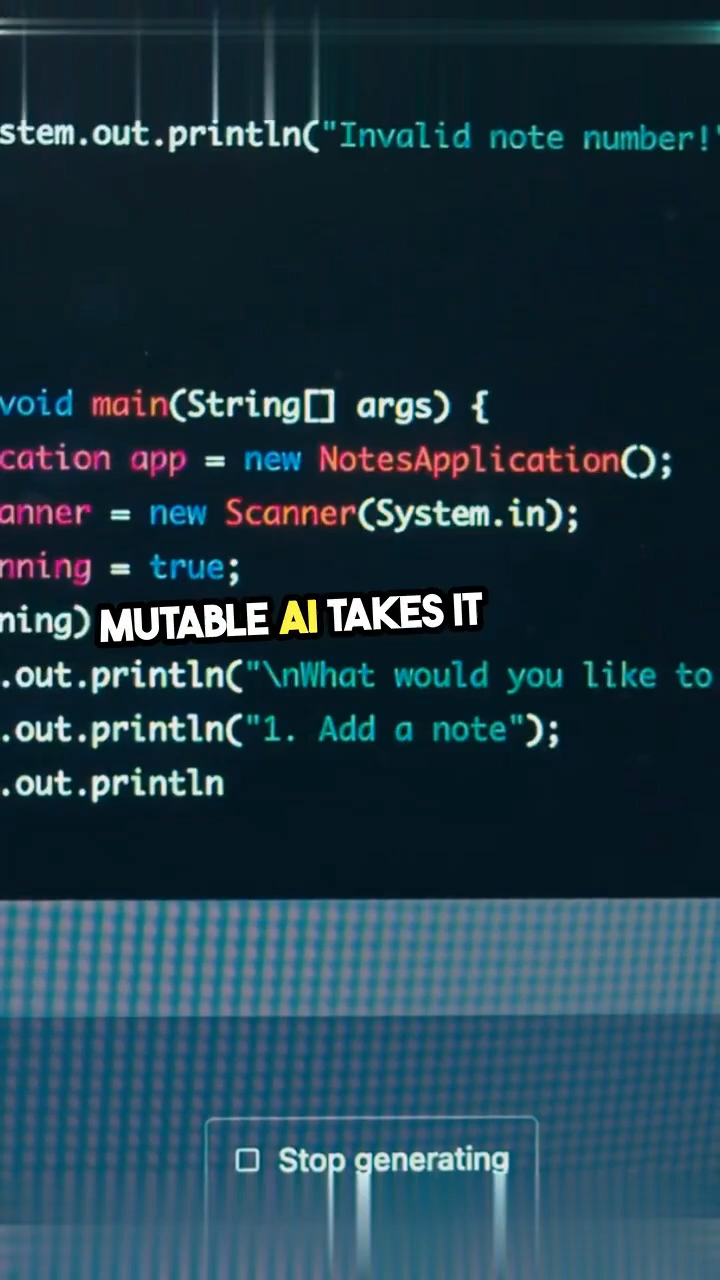 stem.out.println("Invalid note number!"
void main(String[] args) {
cation app = new NotesApplication();
anner = new Scanner(System.in);
nning = true;
ning) MUTABLE AI TAKES IT
.out.println("\nWhat would you like to
.out.println("1. Add a note");
.out.println
Stop generating